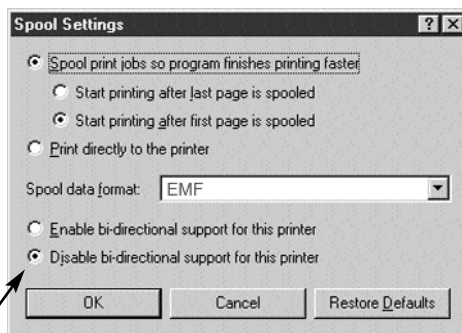 Spool Settings
Spool print jobs so program finishes printing faster
Start printing after last page is spooled
Start printing after first page is spooled
Print directly to the printer
Spool data format: EMF
Enable bi-directional support for this printer
Disable bi-directional support for this printer
OK Cancel Restore Defaults